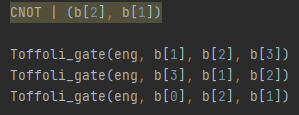 CNOT | (b[2], b[1])
Toffoli_gate(eng, b[1], b[2], b[3])
Toffoli_gate(eng, b[3], b[1], b[2])
Toffoli_gate(eng, b[0], b[2], b[1])